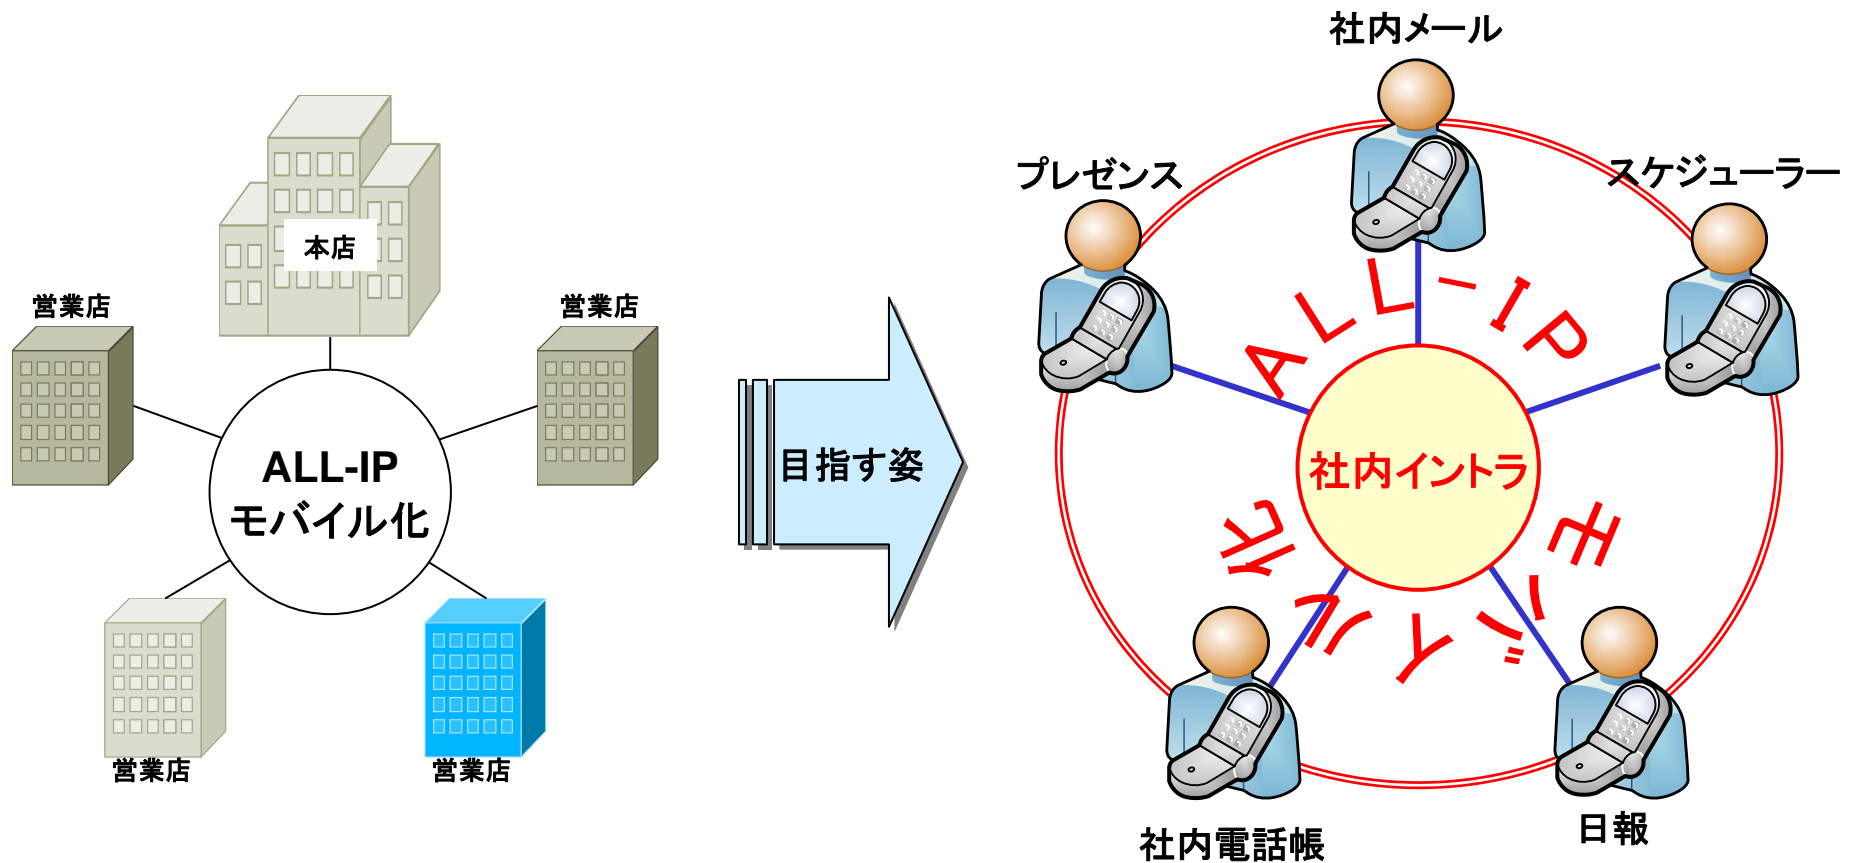 本店
営業店
営業店
ALL-IP
モバイル化
営業店
営業店
目指す姿
社内メール
プレゼンス
スケジューラー
ALL-IP
社内イントラ
モバイル化
社内電話帳
日報